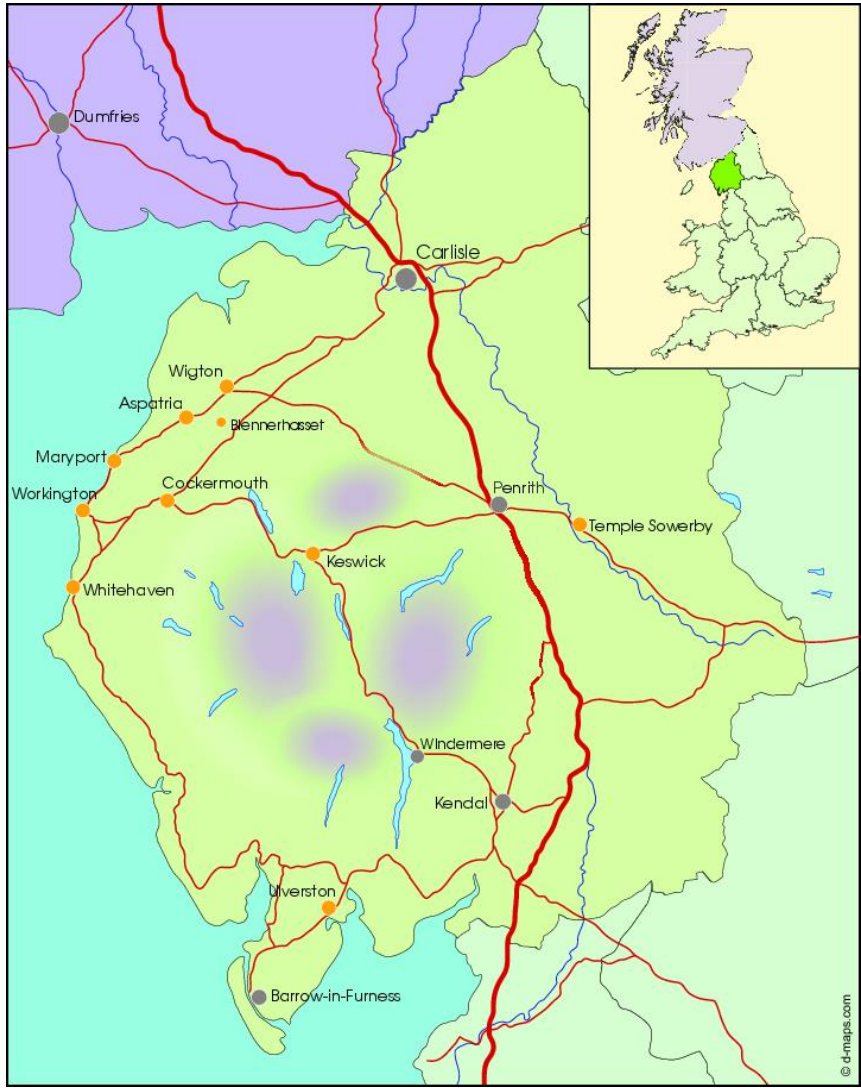 Dumfries
Carlisle
Wigton
Aspatria
Blennerhasset
Maryport
Cockermouth
Workington
Penrith
Temple Sowerby
Keswick
Whitehaven
Windermere
Kendal
Ulverston
Barrow-in-Furness
© d-maps.com